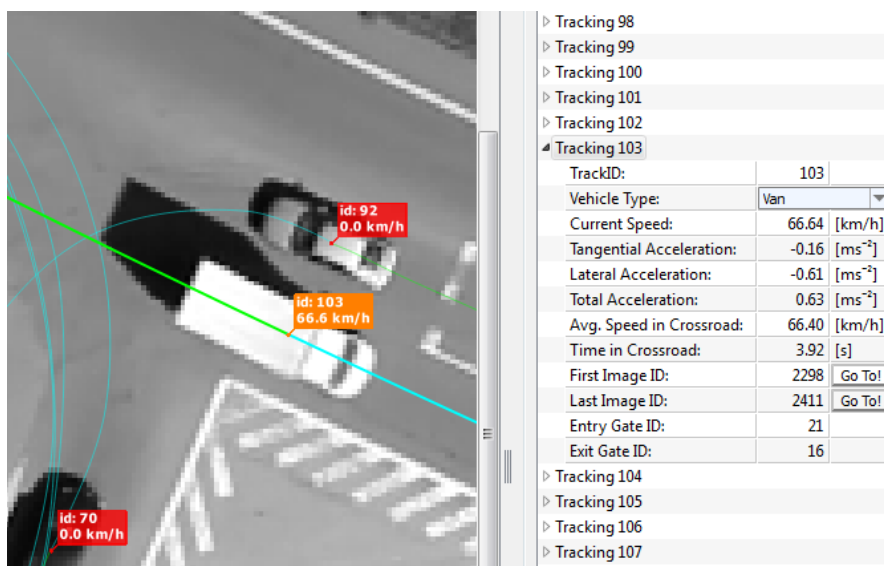 id: 92
0.0 km/h
id: 103
66.6 km/h
id: 70
0.0 km/h
Tracking 98
Tracking 99
Tracking 100
Tracking 101
Tracking 102
Tracking 103
TrackID: 103
Vehicle Type: Van
Current Speed: 66.64 [km/h]
Tangential Acceleration: -0.16 [ms⁻²]
Lateral Acceleration: -0.61 [ms⁻²]
Total Acceleration: 0.63 [ms⁻²]
Avg. Speed in Crossroad: 66.40 [km/h]
Time in Crossroad: 3.92 [s]
First Image ID: 2298 Go To!
Last Image ID: 2411 Go To!
Entry Gate ID: 21
Exit Gate ID: 16
Tracking 104
Tracking 105
Tracking 106
Tracking 107